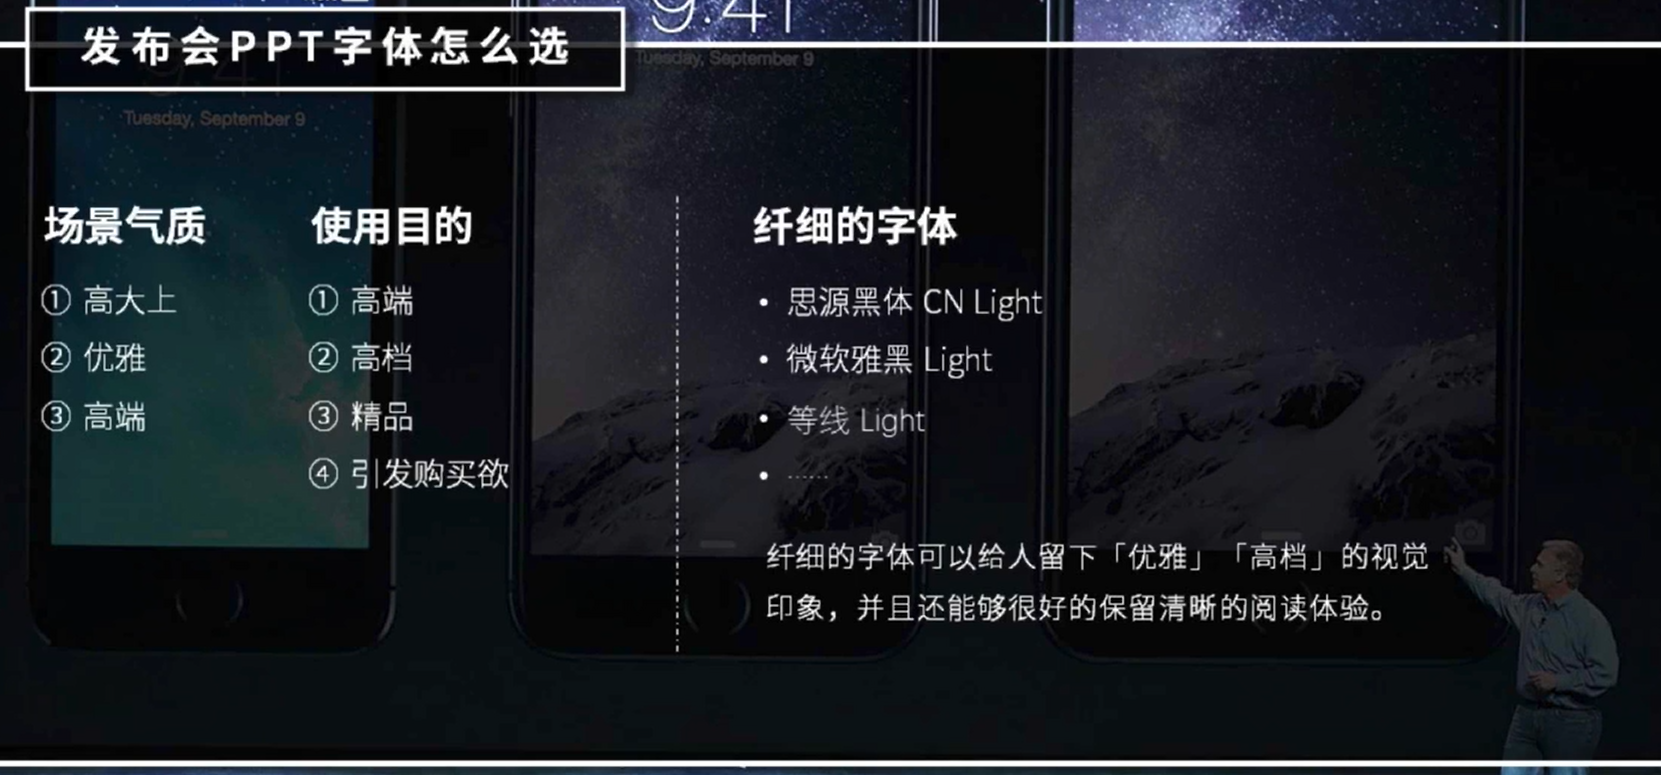 发布会PPT字体怎么选
9:41
Tuesday, September 9
Tuesday, September 9
场景气质
① 高大上
② 优雅
③ 高端
使用目的
① 高端
② 高档
③ 精品
④ 引发购买欲
纤细的字体
• 思源黑体 CN Light
• 微软雅黑 Light
• 等线 Light
• ······
纤细的字体可以给人留下「优雅」「高档」的视觉
印象，并且还能够很好的保留清晰的阅读体验。